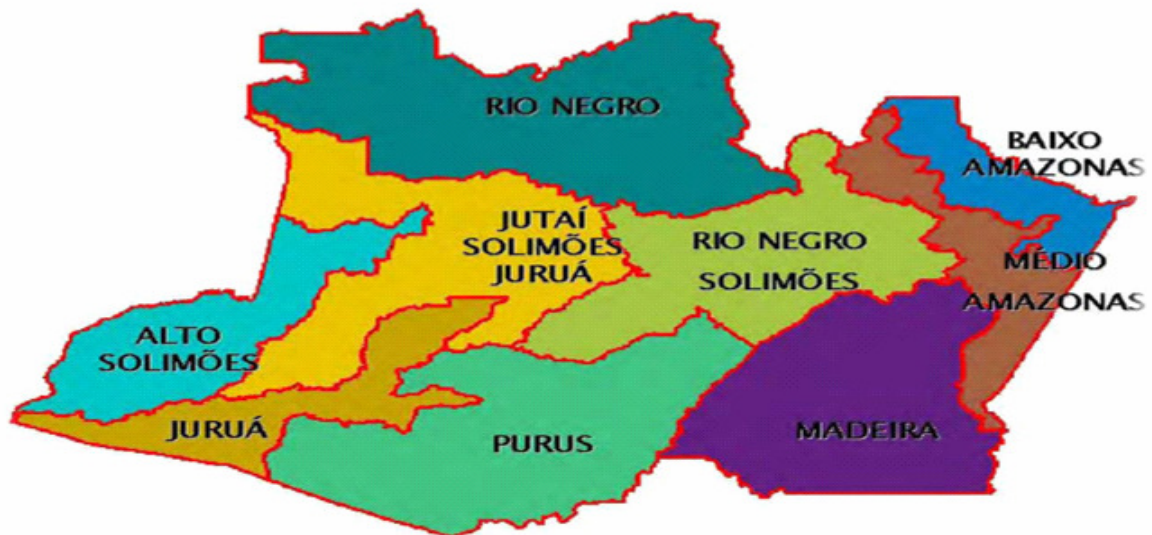 RIO NEGRO
BAIXO
AMAZONAS
JUTAÍ
SOLIMÕES
JURUÁ
RIO NEGRO
SOLIMÕES
MÉDIO
AMAZONAS
ALTO
SOLIMÕES
JURUÁ
PURUS
MADEIRA